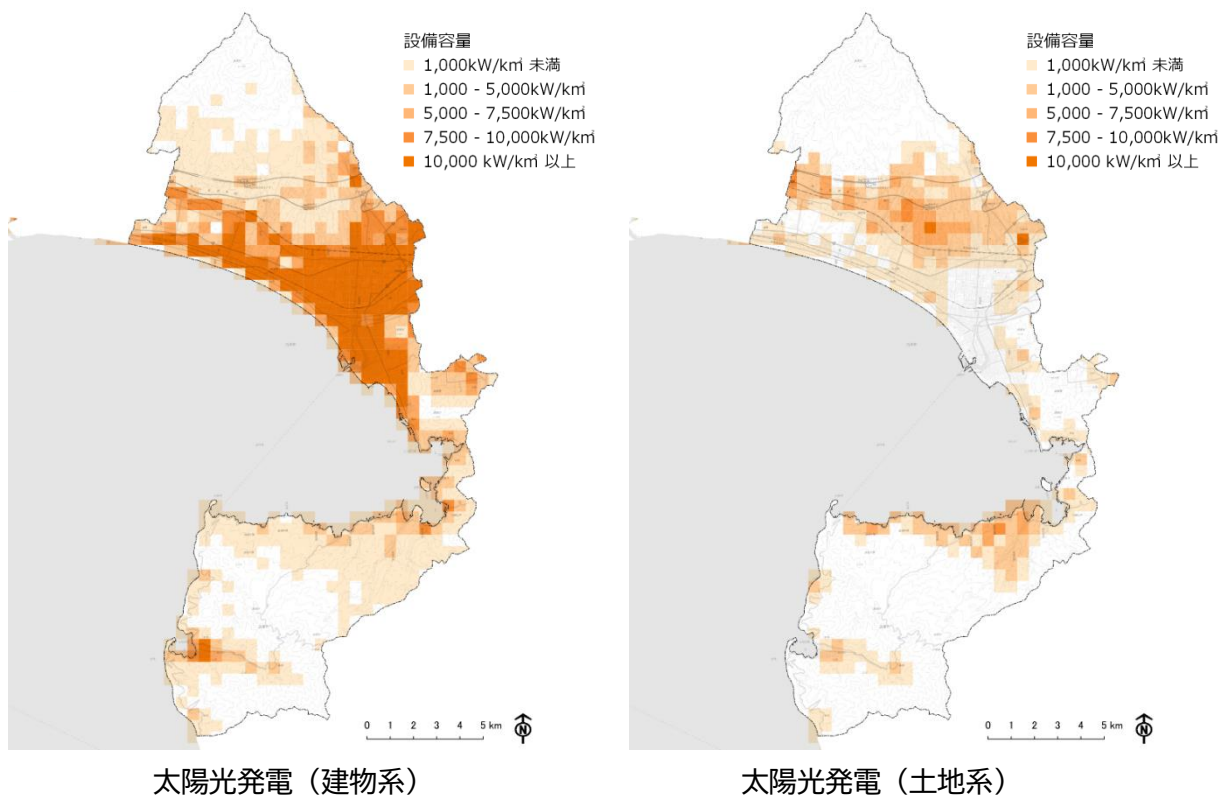 設備容量
1,000kW/k㎡ 未満
1,000 - 5,000kW/k㎡
5,000 - 7,500kW/k㎡
7,500 - 10,000kW/k㎡
10,000 kW/k㎡ 以上
0 1 2 3 4 5 km
N
太陽光発電（建物系）
設備容量
1,000kW/k㎡ 未満
1,000 - 5,000kW/k㎡
5,000 - 7,500kW/k㎡
7,500 - 10,000kW/k㎡
10,000 kW/k㎡ 以上
0 1 2 3 4 5 km
N
太陽光発電（土地系）